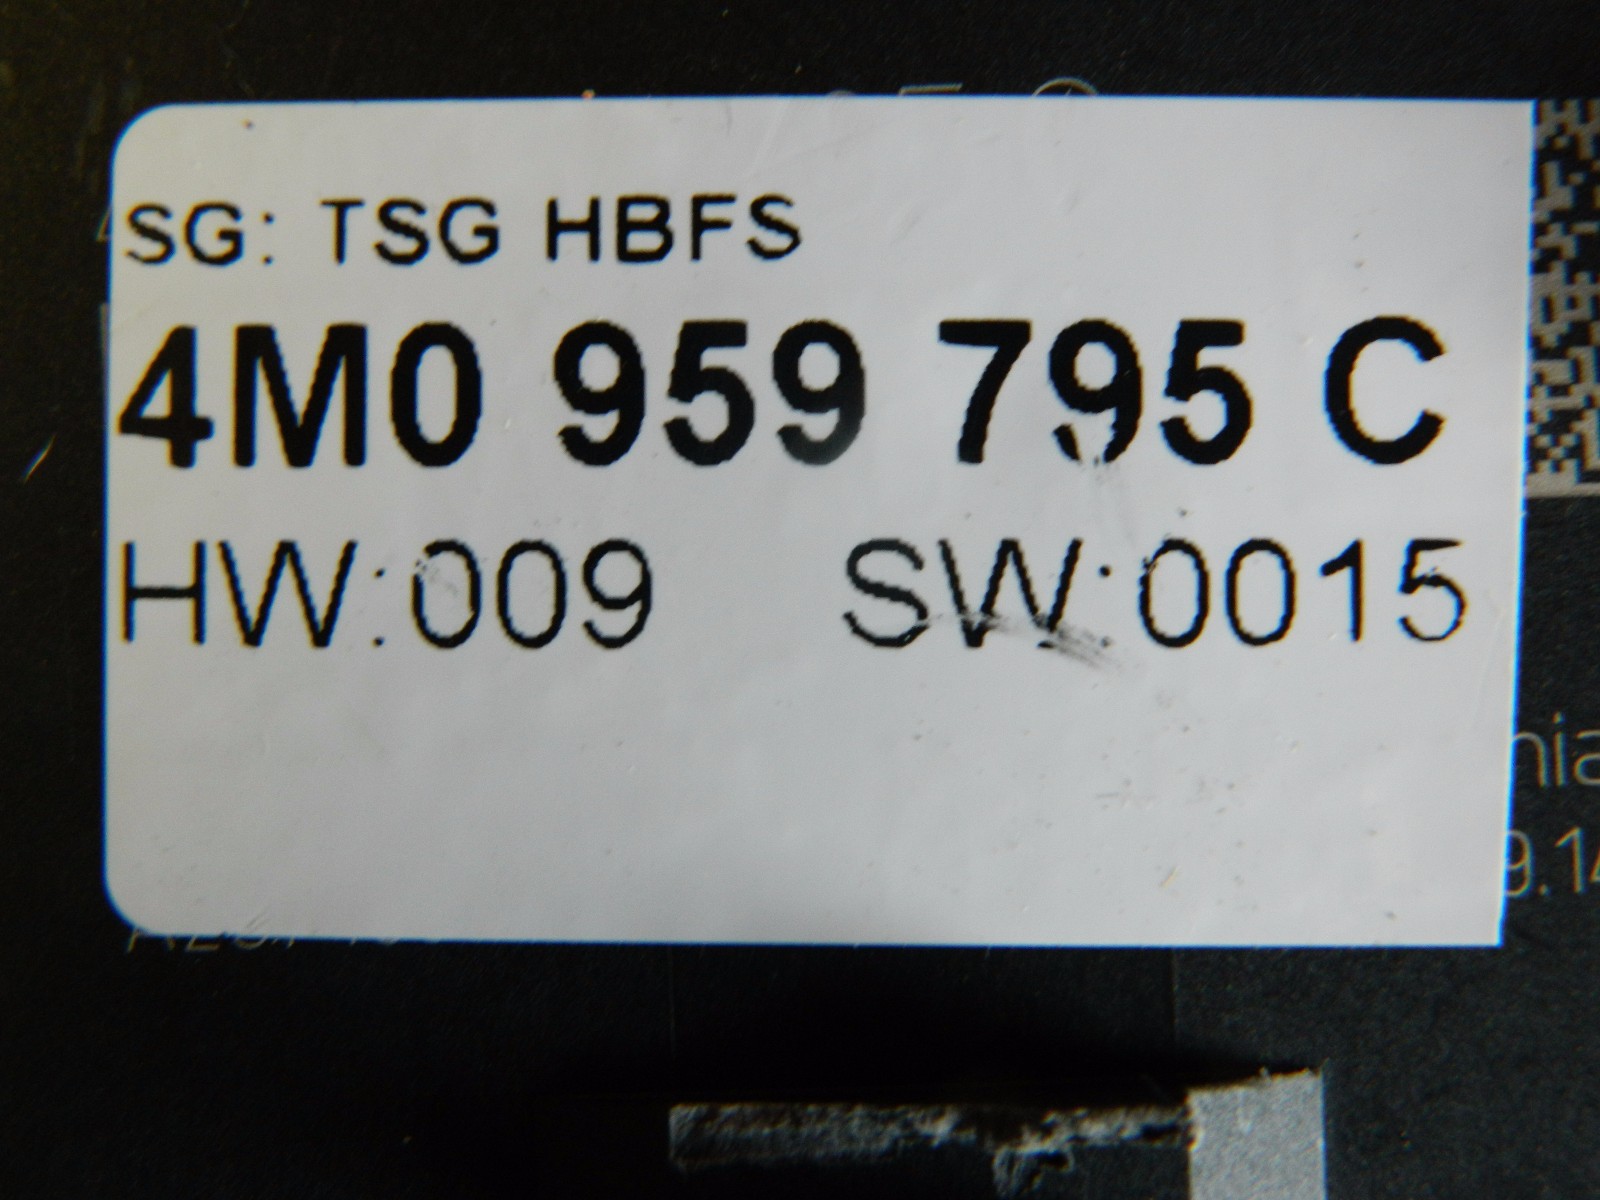 SG: TSG HBFS
4M0 959 795 C
HW:009 SW:0015